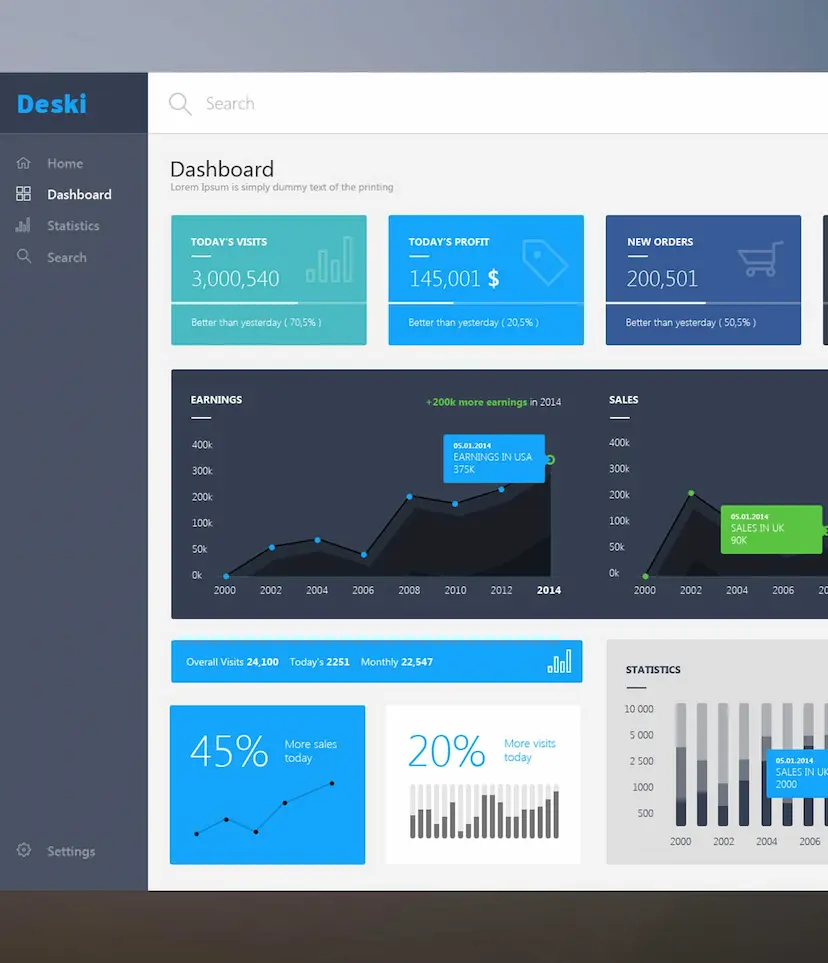 Deski
Search
Home
Dashboard
Statistics
Search
Settings
Dashboard
Lorem Ipsum is simply dummy text of the printing
TODAY'S VISITS
3,000,540
Better than yesterday ( 70,5% )
TODAY'S PROFIT
145,001 $
Better than yesterday ( 20,5% )
NEW ORDERS
200,501
Better than yesterday ( 50,5% )
EARNINGS
+200k more earnings in 2014
400k
300k
200k
100k
50k
0k
05.01.2014
EARNINGS IN USA
375K
2000 2002 2004 2006 2008 2010 2012 2014
SALES
400k
300k
200k
100k
50k
0k
05.01.2014
SALES IN UK
90K
2000 2002 2004 2006
Overall Visits 24,100 Today's 2251 Monthly 22,547
45%
More sales
today
20%
More visits
today
STATISTICS
10 000
5 000
2 500
1000
500
05.01.2014
SALES IN UK
2000
2000 2002 2004 2006